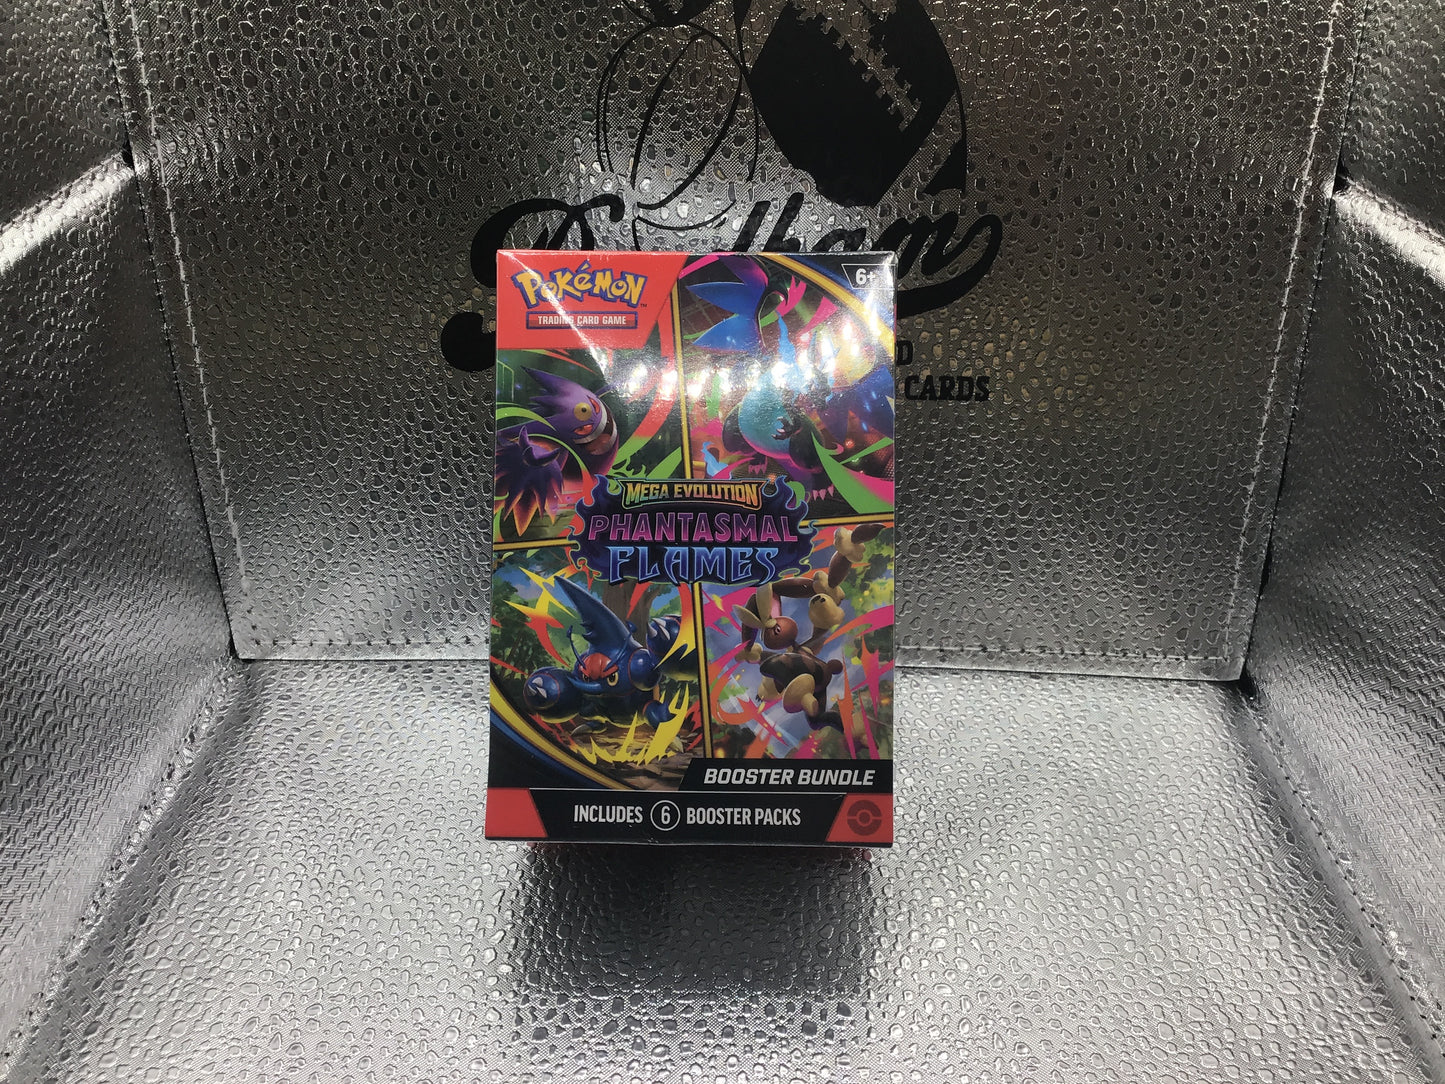 POKéMON
TRADING CARD GAME
6+
CARDS
MEGA EVOLUTION
PHANTASMAL
FLAMES
BOOSTER BUNDLE
INCLUDES 6 BOOSTER PACKS